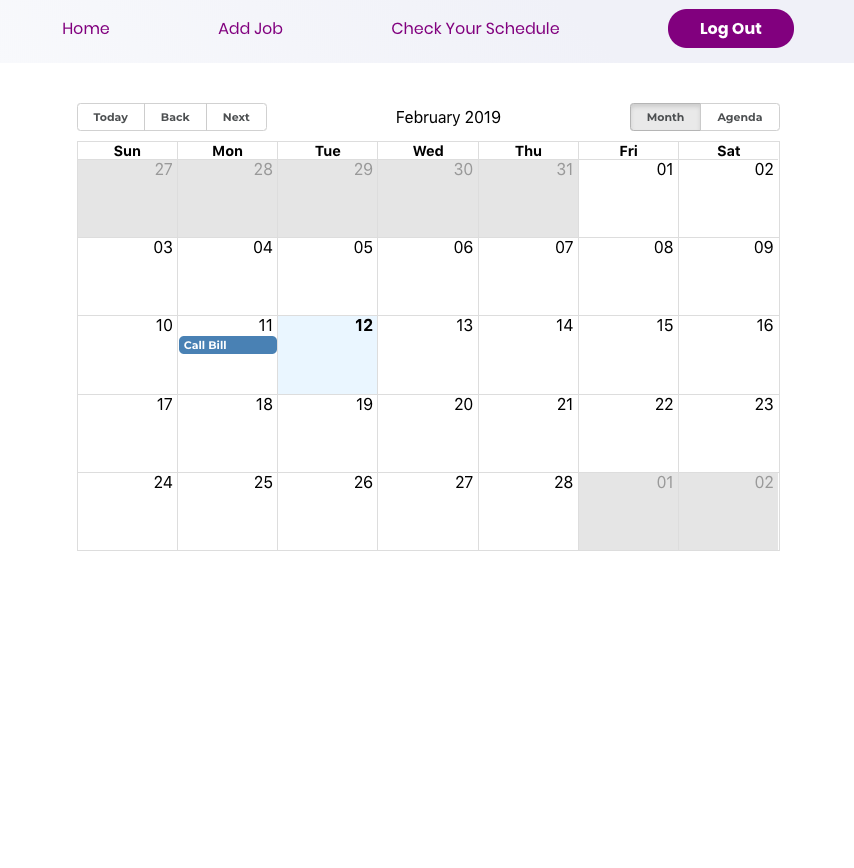 Home Add Job Check Your Schedule Log Out
Today Back Next February 2019 Month Agenda
Sun Mon Tue Wed Thu Fri Sat
27 28 29 30 31 01 02
03 04 05 06 07 08 09
10 11 12 13 14 15 16
Call Bill
17 18 19 20 21 22 23
24 25 26 27 28 01 02